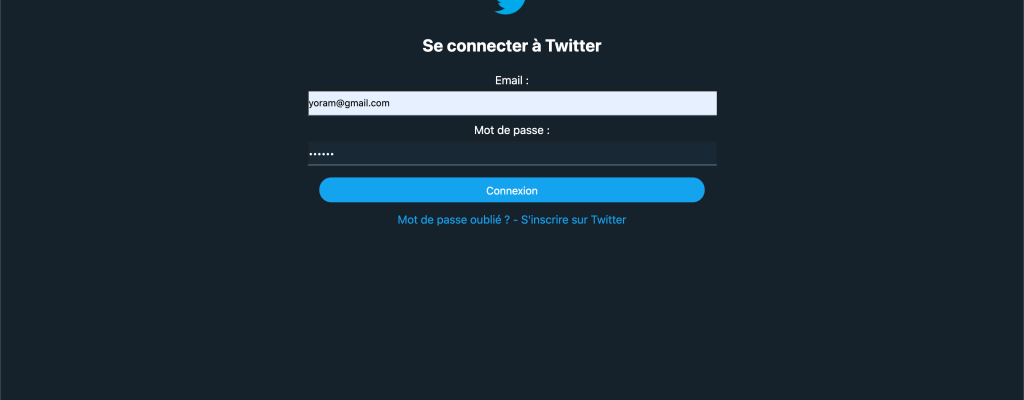 Se connecter à Twitter
Email :
yoram@gmail.com
Mot de passe :
••••••
Connexion
Mot de passe oublié ? - S'inscrire sur Twitter